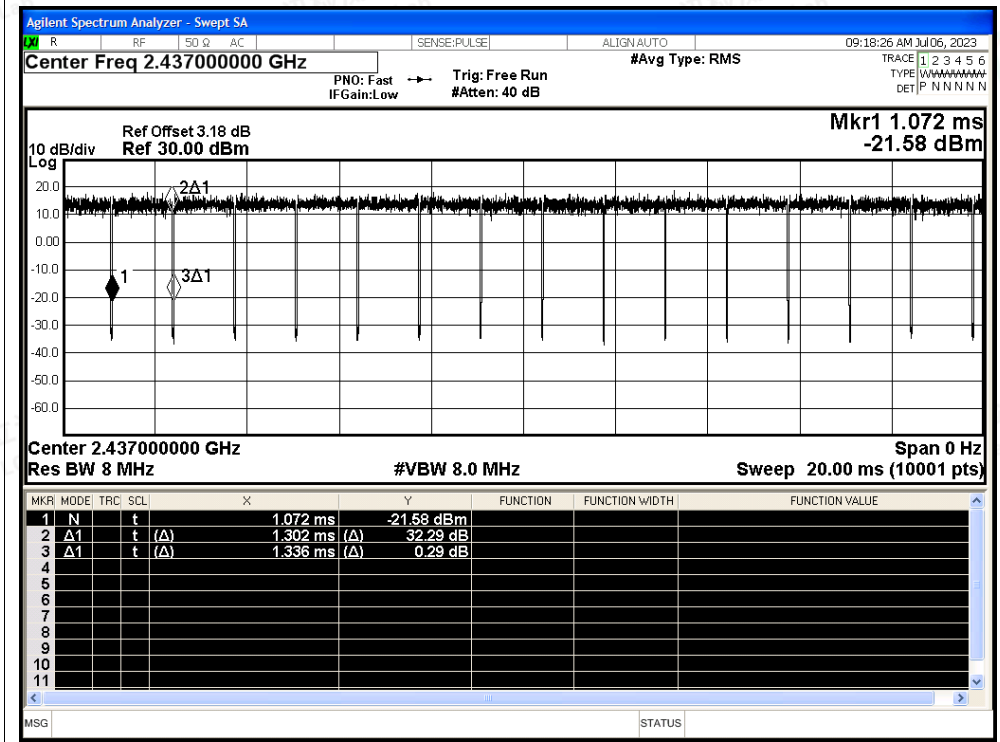 Agilent Spectrum Analyzer - Swept SA
LXI R RF 50 Ω AC SENSE:PULSE ALIGN AUTO 09:18:26 AM Jul 06, 2023
Center Freq 2.437000000 GHz #Avg Type: RMS TRACE 1 2 3 4 5 6
PNO: Fast Trig: Free Run TYPE W
IFGain:Low #Atten: 40 dB DET P N N N N N
Mkr1 1.072 ms
Ref Offset 3.18 dB
10 dB/div Ref 30.00 dBm -21.58 dBm
Log
20.0 2Δ1
10.0
0.00
-10.0 1 3Δ1
-20.0
-30.0
-40.0
-50.0
-60.0
Center 2.437000000 GHz Span 0 Hz
Res BW 8 MHz #VBW 8.0 MHz Sweep 20.00 ms (10001 pts)
MKR MODE TRC SCL X Y FUNCTION FUNCTION WIDTH FUNCTION VALUE
1 N t 1.072 ms -21.58 dBm
2 Δ1 t (Δ) 1.302 ms (Δ) 32.29 dB
3 Δ1 t (Δ) 1.336 ms (Δ) 0.29 dB
4
5
6
7
8
9
10
11
MSG STATUS